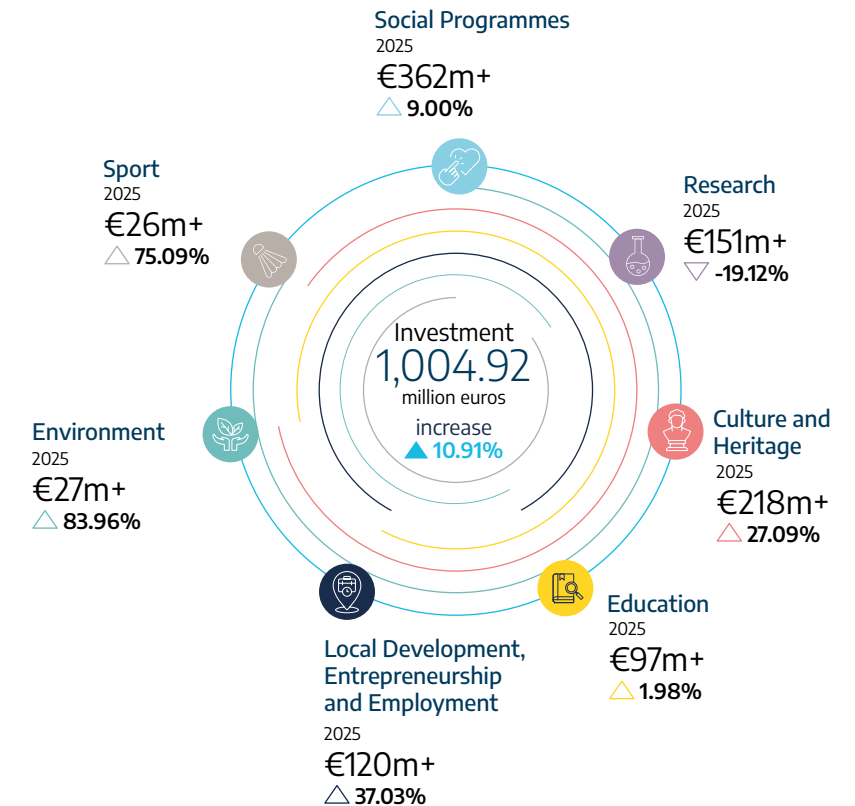 Social Programmes
2025
€362m+
9.00%
Sport
2025
€26m+
75.09%
Research
2025
€151m+
-19.12%
Investment
1,004.92
million euros
increase
10.91%
Environment
2025
€27m+
83.96%
Culture and
Heritage
2025
€218m+
27.09%
Education
2025
€97m+
1.98%
Local Development,
Entrepreneurship
and Employment
2025
€120m+
37.03%